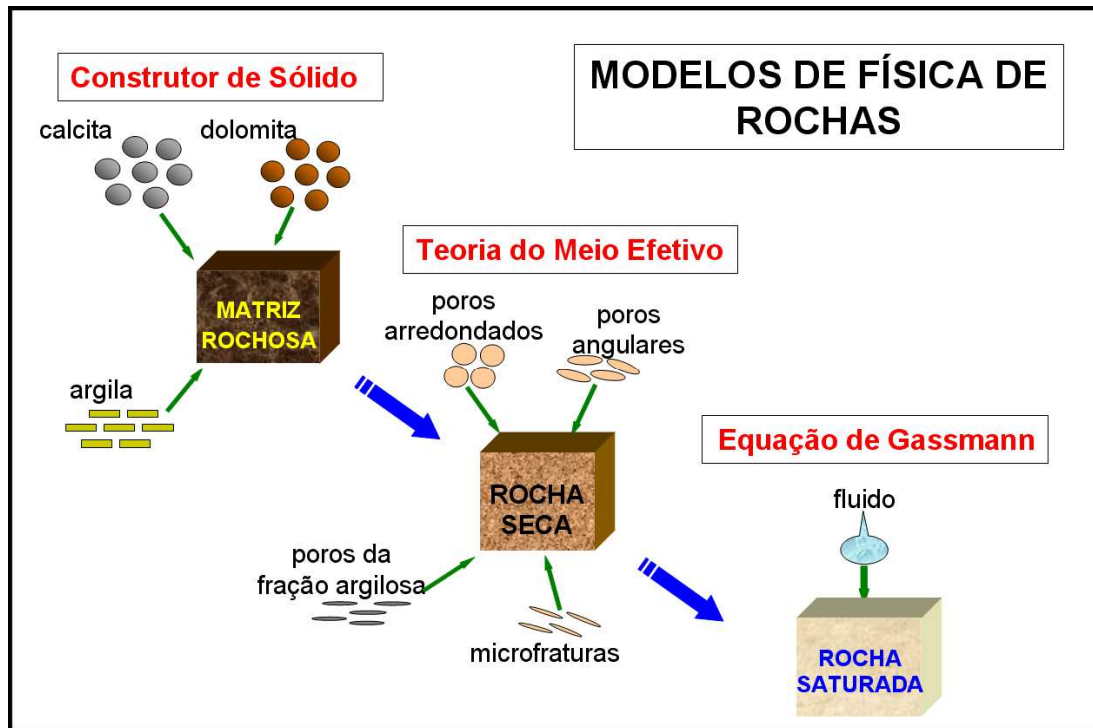 MODELOS DE FÍSICA DE
ROCHAS
Construtor de Sólido
calcita
dolomita
MATRIZ
ROCHOSA
argila
Teoria do Meio Efetivo
poros
arredondados
poros
angulares
ROCHA
SECA
poros da
fração argilosa
microfraturas
Equação de Gassmann
fluido
ROCHA
SATURADA